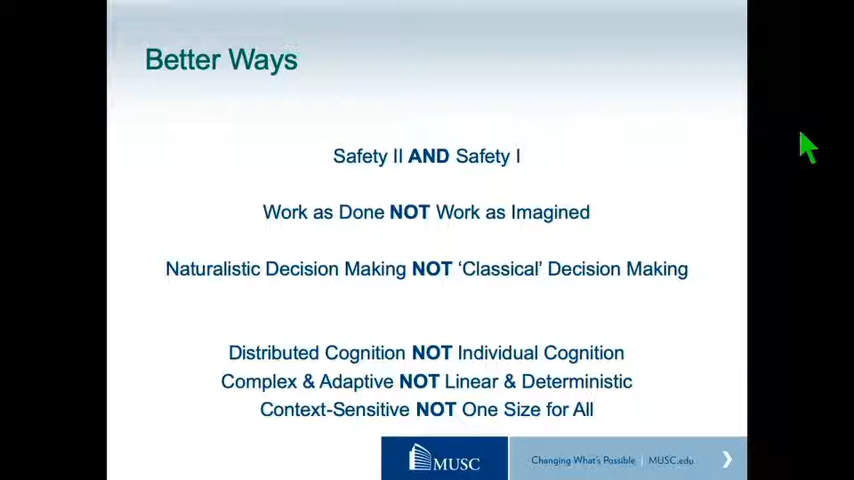 Better Ways
Safety II AND Safety I
Work as Done NOT Work as Imagined
Naturalistic Decision Making NOT ‘Classical’ Decision Making
Distributed Cognition NOT Individual Cognition
Complex & Adaptive NOT Linear & Deterministic
Context-Sensitive NOT One Size for All
MUSC
Changing What's Possible | MUSC.edu